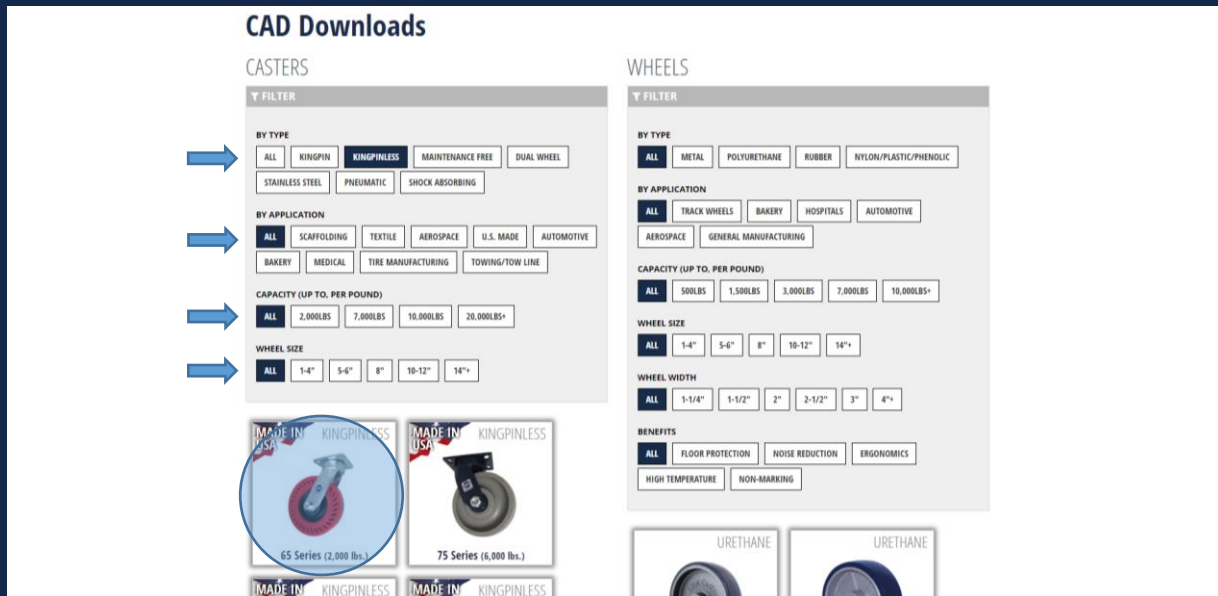 CAD Downloads
CASTERS
FILTER
BY TYPE
ALL KINGPIN KINGPINLESS MAINTENANCE FREE DUAL WHEEL
STAINLESS STEEL PNEUMATIC SHOCK ABSORBING
BY APPLICATION
ALL SCAFFOLDING TEXTILE AEROSPACE U.S. MADE AUTOMOTIVE
BAKERY MEDICAL TIRE MANUFACTURING TOWING/TOW LINE
CAPACITY (UP TO, PER POUND)
ALL 2,000LBS 7,000LBS 10,000LBS 20,000LBS+
WHEEL SIZE
ALL 1-4" 5-6" 8" 10-12" 14"+
MADE IN USA KINGPINLESS
65 Series (2,000 lbs.)
MADE IN USA KINGPINLESS
75 Series (6,000 lbs.)
MADE IN KINGPINLESS
MADE IN KINGPINLESS
WHEELS
FILTER
BY TYPE
ALL METAL POLYURETHANE RUBBER NYLON/PLASTIC/PHENOLIC
BY APPLICATION
ALL TRACK WHEELS BAKERY HOSPITALS AUTOMOTIVE
AEROSPACE GENERAL MANUFACTURING
CAPACITY (UP TO, PER POUND)
ALL 500LBS 1,500LBS 3,000LBS 7,000LBS 10,000LBS+
WHEEL SIZE
ALL 1-4" 5-6" 8" 10-12" 14"+
WHEEL WIDTH
ALL 1-1/4" 1-1/2" 2" 2-1/2" 3" 4"+
BENEFITS
ALL FLOOR PROTECTION NOISE REDUCTION ERGONOMICS
HIGH TEMPERATURE NON-MARKING
URETHANE
URETHANE